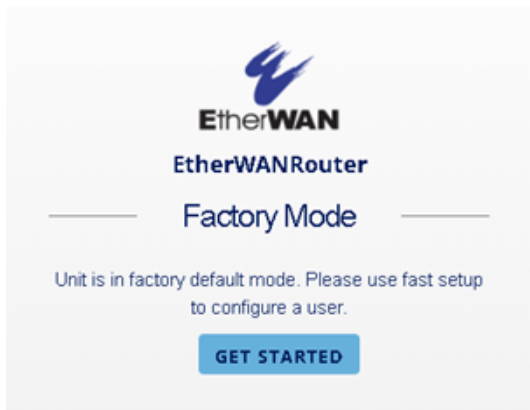 EtherWAN
EtherWANRouter
Factory Mode
Unit is in factory default mode. Please use fast setup
to configure a user.
GET STARTED